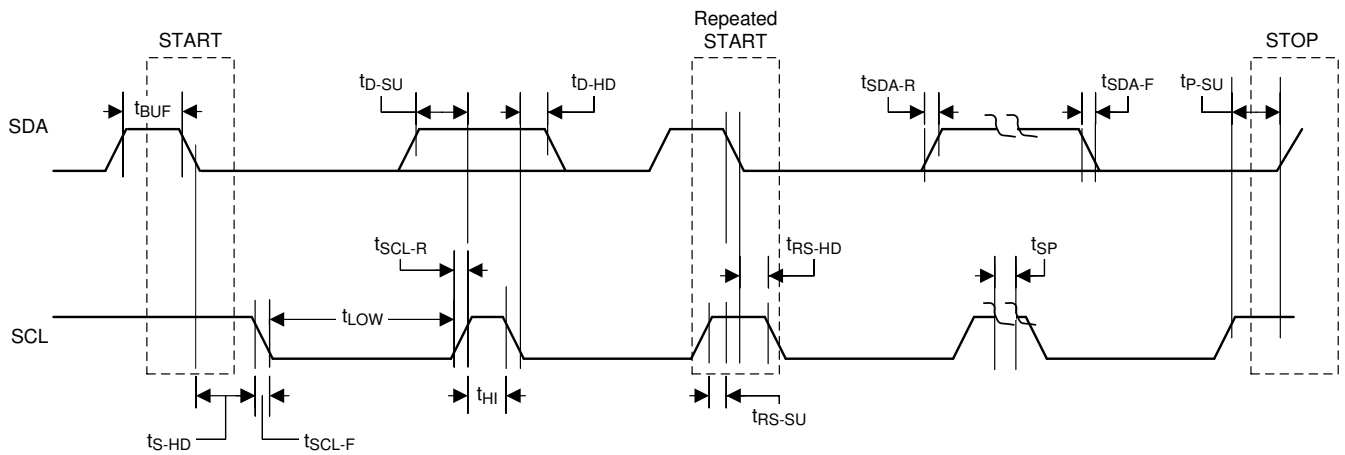 Repeated
START START STOP
tD-SU tD-HD tSDA-R tSDA-F tP-SU
tBUF
SDA
tSCL-R tRS-HD tSP
tLOW
SCL
tHI
tRS-SU
tS-HD tSCL-F